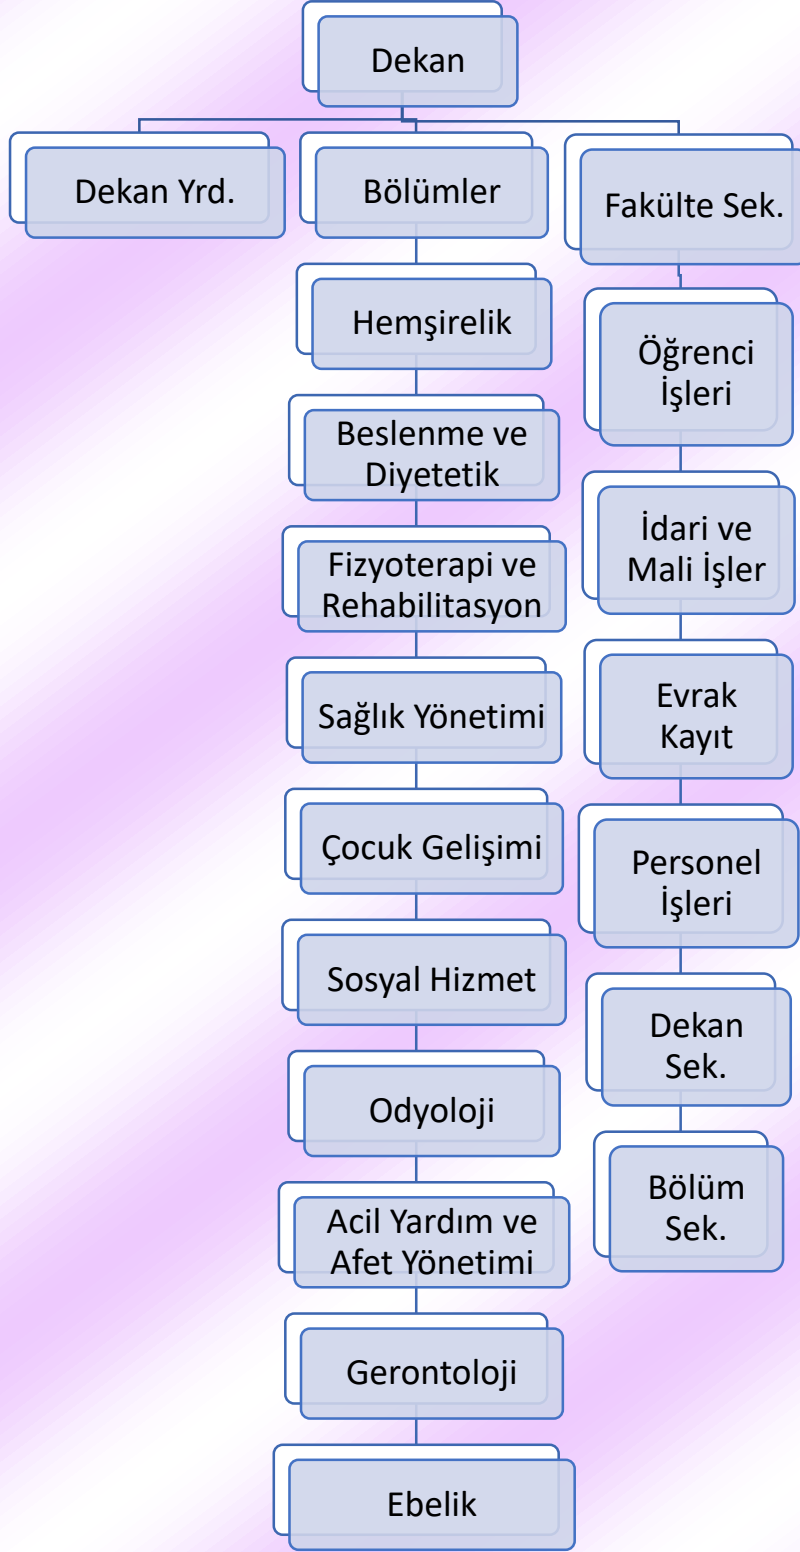 Dekan
Dekan Yrd.
Bölümler
Fakülte Sek.
Hemşirelik
Beslenme ve
Diyetetik
Fizyoterapi ve
Rehabilitasyon
Sağlık Yönetimi
Çocuk Gelişimi
Sosyal Hizmet
Odyoloji
Acil Yardım ve
Afet Yönetimi
Gerontoloji
Ebelik
Öğrenci
İşleri
İdari ve
Mali İşler
Evrak
Kayıt
Personel
İşleri
Dekan
Sek.
Bölüm
Sek.